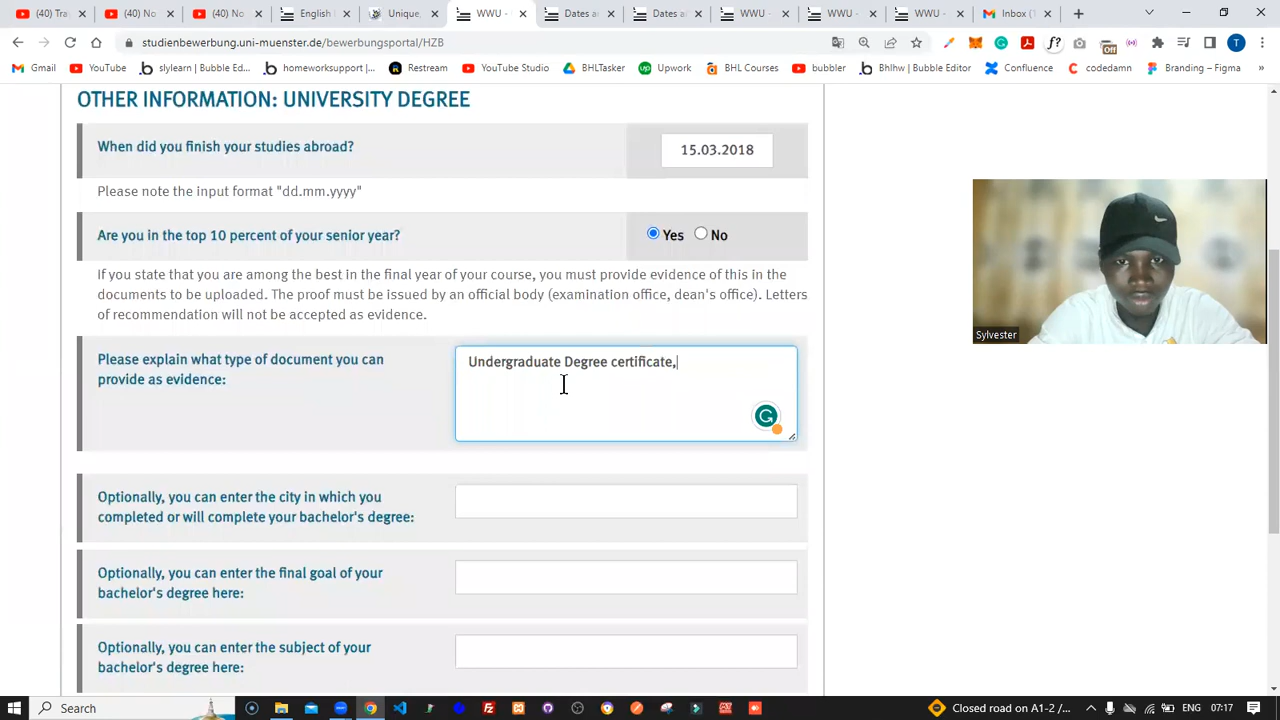 (40) Tra
(40) No
(40) No
English
Unique,
WWU -
Dates a
Dates a
WWU -
WWU -
WWU -
Inbox (1
studienbewerbung.uni-muenster.de/bewerbungsportal/HZB
Off
T
Gmail
YouTube
slylearn | Bubble Ed...
homeworksupport |...
Restream
YouTube Studio
BHLTasker
Upwork
BHL Courses
bubbler
Bhlhw | Bubble Editor
Confluence
codedamn
Branding – Figma
OTHER INFORMATION: UNIVERSITY DEGREE
When did you finish your studies abroad?
15.03.2018
Please note the input format "dd.mm.yyyy"
Are you in the top 10 percent of your senior year?
Yes
No
If you state that you are among the best in the final year of your course, you must provide evidence of this in the
documents to be uploaded. The proof must be issued by an official body (examination office, dean's office). Letters
of recommendation will not be accepted as evidence.
Please explain what type of document you can
provide as evidence:
Undergraduate Degree certificate,
Sylvester
Optionally, you can enter the city in which you
completed or will complete your bachelor's degree:
Optionally, you can enter the final goal of your
bachelor's degree here:
Optionally, you can enter the subject of your
bachelor's degree here:
Search
Closed road on A1-2 /...
ENG
07:17